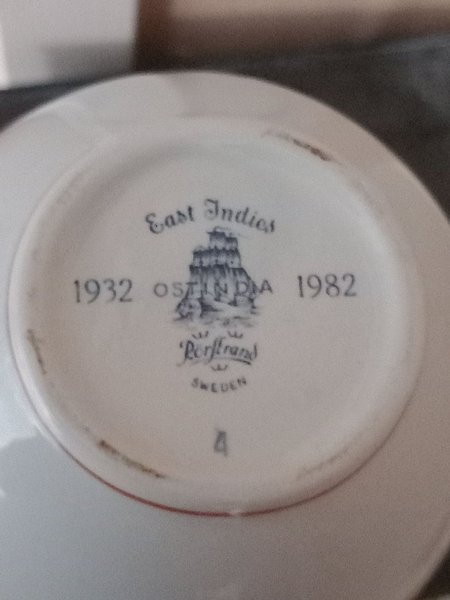 East Indies
1932 OSTINDIA 1982
Rörstrand
SWEDEN
4